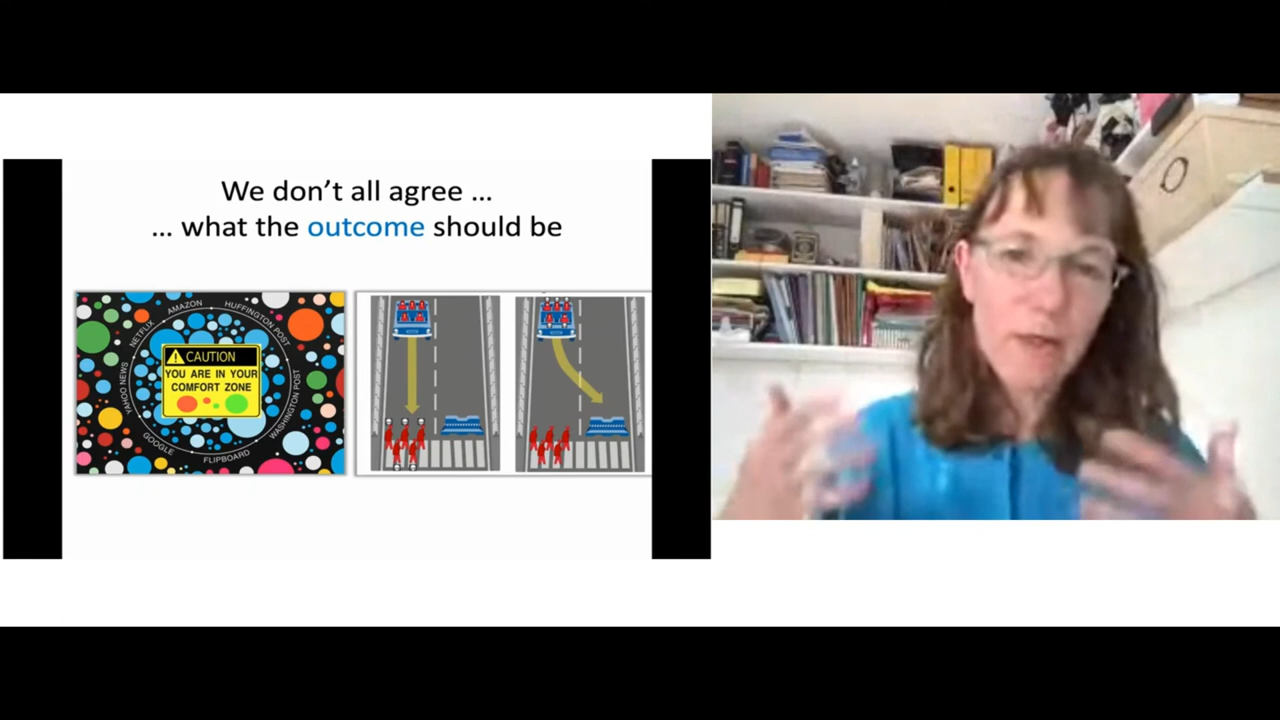 We don’t all agree ...
... what the outcome should be
CAUTION
YOU ARE IN YOUR
COMFORT ZONE
AMAZON
HUFFINGTON POST
WASHINGTON POST
FLIPBOARD
GOOGLE
YAHOO NEWS
NETFLIX